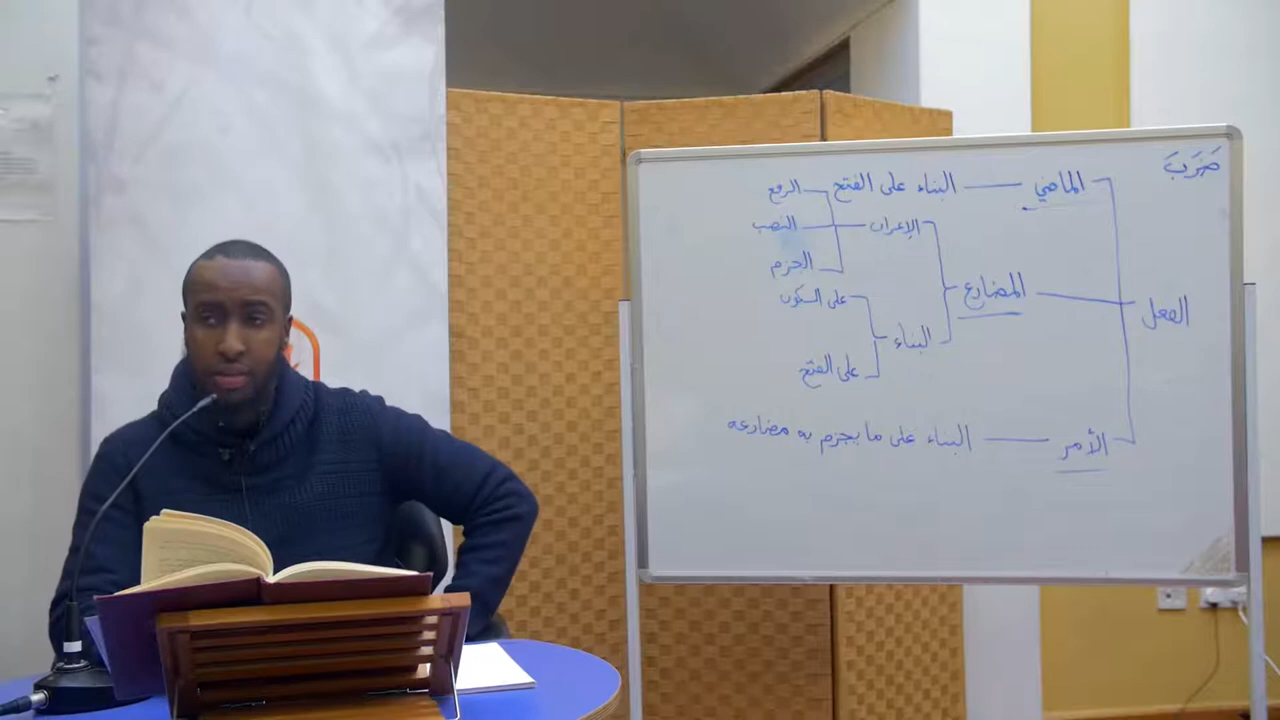 ضَرَبَ
الفعل
الماضي
البناء على الفتح
المضارع
الإعراب
الرفع
النصب
الجزم
البناء
على السكون
على الفتح
الأمر
البناء على ما يجزم به مضارعه